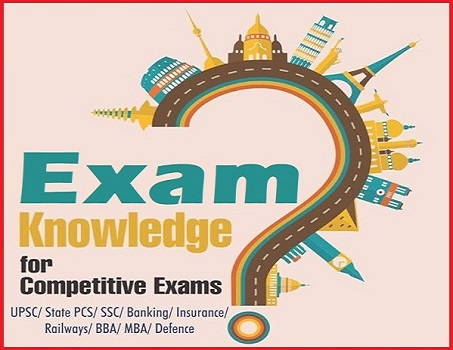 Exam
Knowledge
for
Competitive Exams
UPSC/ State PCS/ SSC/ Banking/ Insurance/
Railways/ BBA/ MBA/ Defence